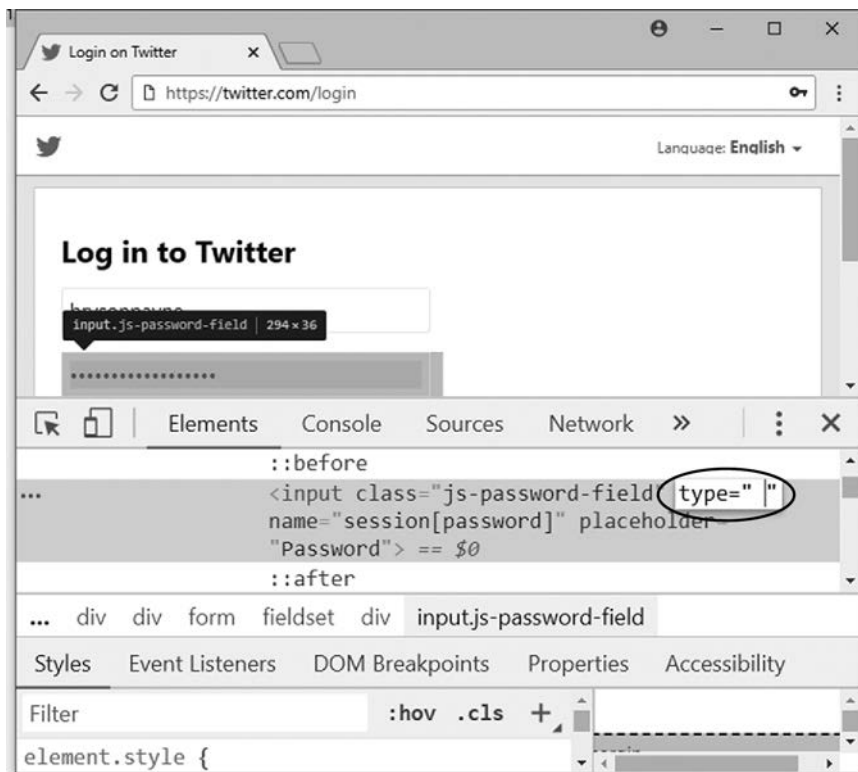 Login on Twitter
https://twitter.com/login
Language: English
Log in to Twitter
input.js-password-field | 294×36
••••••••••••••••••
Elements Console Sources Network »
::before
... <input class="js-password-field" type=" "
name="session[password]" placeholder=
"Password"> == $0
::after
... div div form fieldset div input.js-password-field
Styles Event Listeners DOM Breakpoints Properties Accessibility
Filter :hov .cls +
element.style {